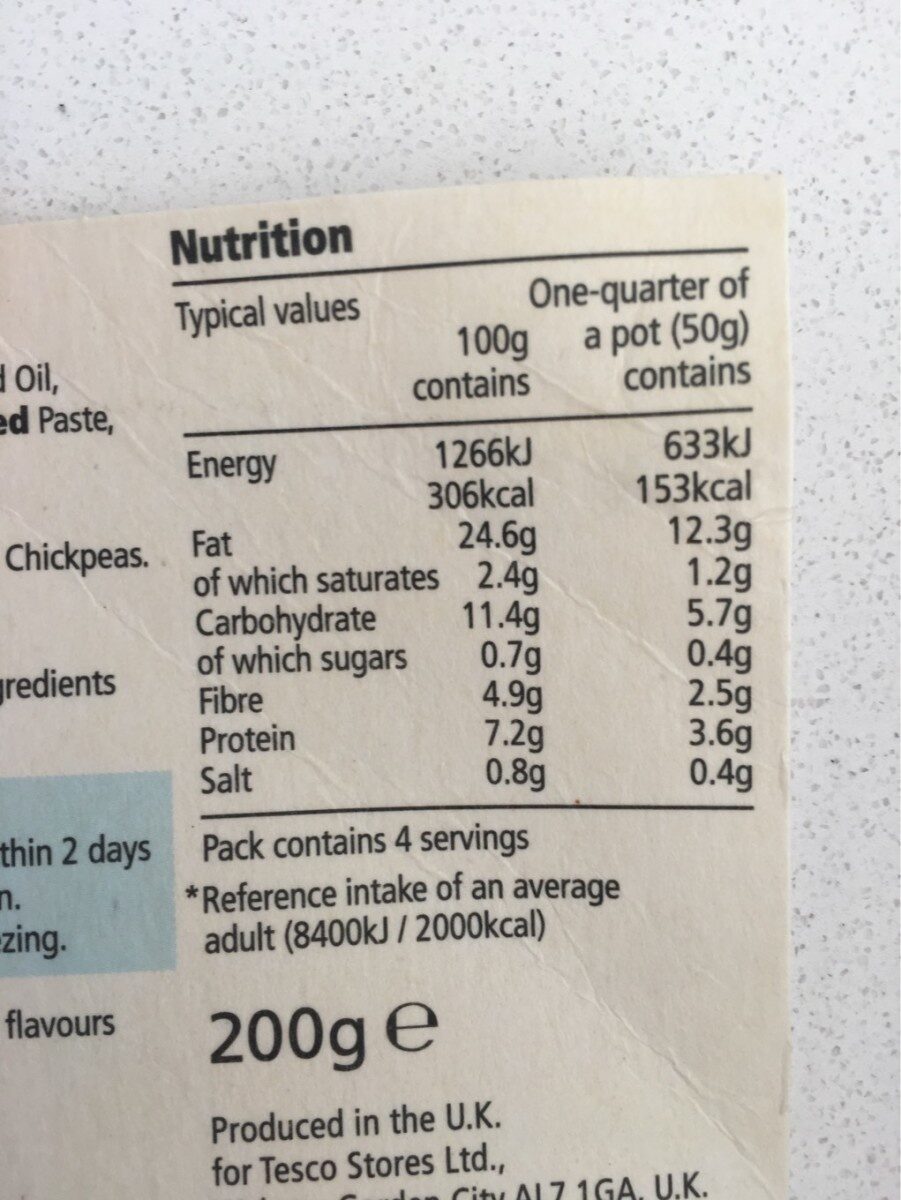 d Oil,
ed Paste,
Chickpeas.
gredients
thin 2 days
n.
zing.
flavours
Nutrition
Typical values 100g contains One-quarter of a pot (50g) contains
Energy 1266kJ 633kJ
306kcal 153kcal
Fat 24.6g 12.3g
of which saturates 2.4g 1.2g
Carbohydrate 11.4g 5.7g
of which sugars 0.7g 0.4g
Fibre 4.9g 2.5g
Protein 7.2g 3.6g
Salt 0.8g 0.4g
Pack contains 4 servings
*Reference intake of an average
adult (8400kJ / 2000kcal)
200g e
Produced in the U.K.
for Tesco Stores Ltd.,
City AL7 1GA, U.K.